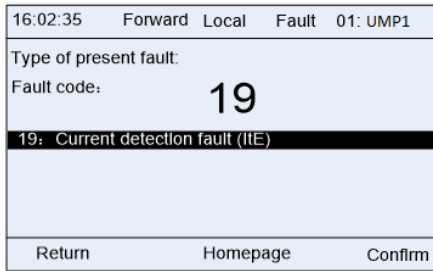 16:02:35 Forward Local Fault 01: UMP1
Type of present fault:
Fault code：
19
19：Current detection fault (ItE)
Return Homepage Confirm